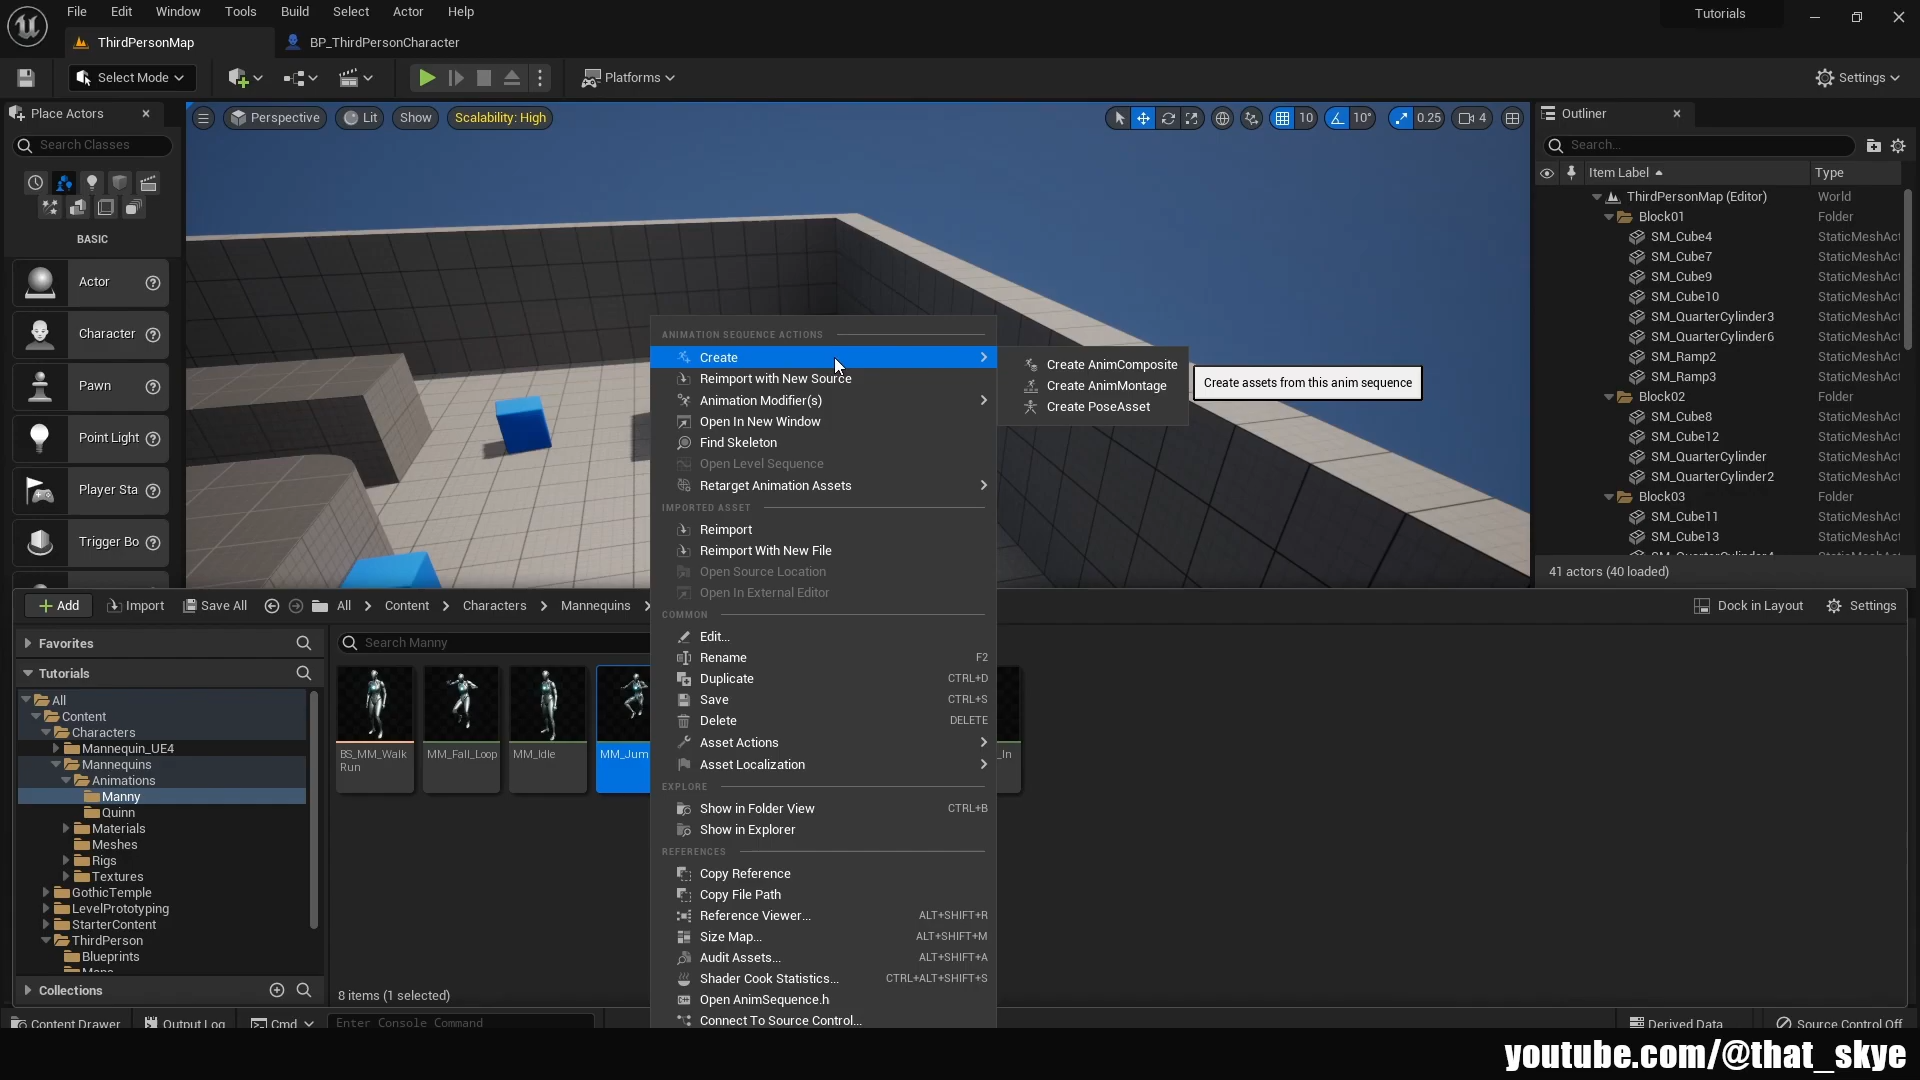 File Edit Window Tools Build Select Actor Help
Tutorials
ThirdPersonMap
BP_ThirdPersonCharacter
Select Mode
Platforms
Settings
Place Actors
Search Classes
BASIC
Actor
Character
Pawn
Point Light
Player Sta
Trigger Bo
Perspective
Lit
Show
Scalability: High
10
10°
0.25
4
Outliner
Search...
Item Label
Type
ThirdPersonMap (Editor) World
Block01 Folder
SM_Cube4 StaticMeshAct
SM_Cube7 StaticMeshAct
SM_Cube9 StaticMeshAct
SM_Cube10 StaticMeshAct
SM_QuarterCylinder3 StaticMeshAct
SM_QuarterCylinder6 StaticMeshAct
SM_Ramp2 StaticMeshAct
SM_Ramp3 StaticMeshAct
Block02 Folder
SM_Cube8 StaticMeshAct
SM_Cube12 StaticMeshAct
SM_QuarterCylinder StaticMeshAct
SM_QuarterCylinder2 StaticMeshAct
Block03 Folder
SM_Cube11 StaticMeshAct
SM_Cube13 StaticMeshAct
41 actors (40 loaded)
ANIMATION SEQUENCE ACTIONS
Create
Reimport with New Source
Animation Modifier(s)
Open In New Window
Find Skeleton
Open Level Sequence
Retarget Animation Assets
IMPORTED ASSET
Reimport
Reimport With New File
Open Source Location
Open In External Editor
COMMON
Edit...
Rename F2
Duplicate CTRL+D
Save CTRL+S
Delete DELETE
Asset Actions
Asset Localization
EXPLORE
Show in Folder View CTRL+B
Show in Explorer
REFERENCES
Copy Reference
Copy File Path
Reference Viewer... ALT+SHIFT+R
Size Map... ALT+SHIFT+M
Audit Assets... ALT+SHIFT+A
Shader Cook Statistics... CTRL+ALT+SHIFT+S
Open AnimSequence.h
Connect To Source Control...
Create AnimComposite
Create AnimMontage
Create PoseAsset
Create assets from this anim sequence
Add
Import
Save All
All
Content
Characters
Mannequins
Dock in Layout
Settings
Favorites
Tutorials
All
Content
Characters
Mannequin_UE4
Mannequins
Animations
Manny
Quinn
Materials
Meshes
Rigs
Textures
GothicTemple
LevelPrototyping
StarterContent
ThirdPerson
Blueprints
Collections
Search Manny
BS_MM_Walk
Run
MM_Fall_Loop
MM_Idle
MM_Jum
_In
8 items (1 selected)
Content Drawer
Output Log
Cmd
Enter Console Command
Derived Data
Source Control Off
youtube.com/@that_skye